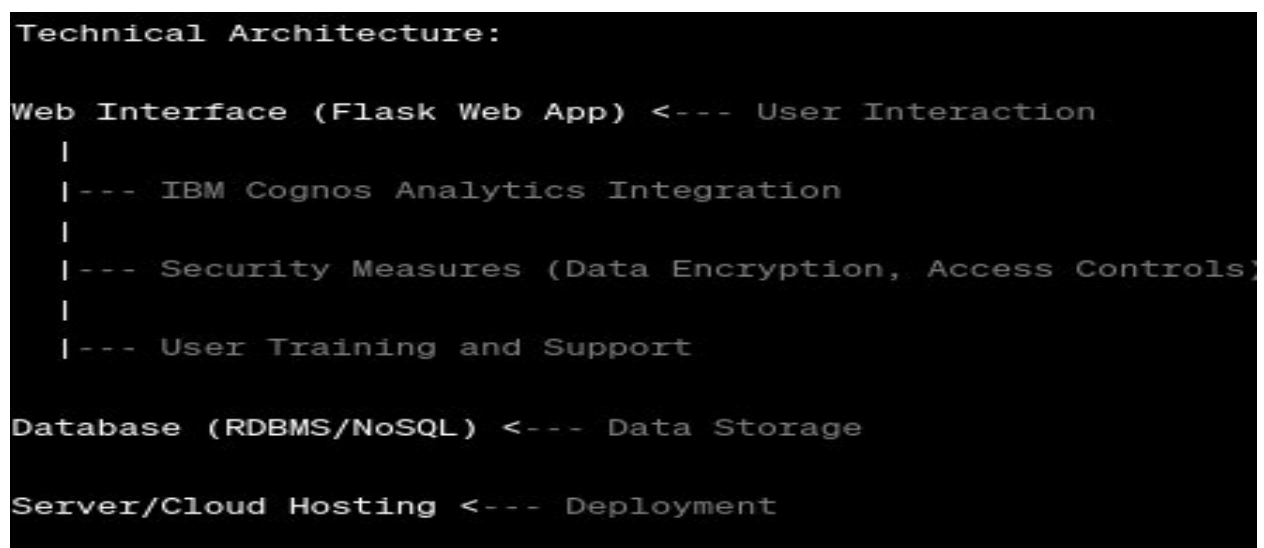 Technical Architecture:
Web Interface (Flask Web App) <--- User Interaction
|
|--- IBM Cognos Analytics Integration
|
|--- Security Measures (Data Encryption, Access Controls)
|
|--- User Training and Support
Database (RDBMS/NoSQL) <--- Data Storage
Server/Cloud Hosting <--- Deployment